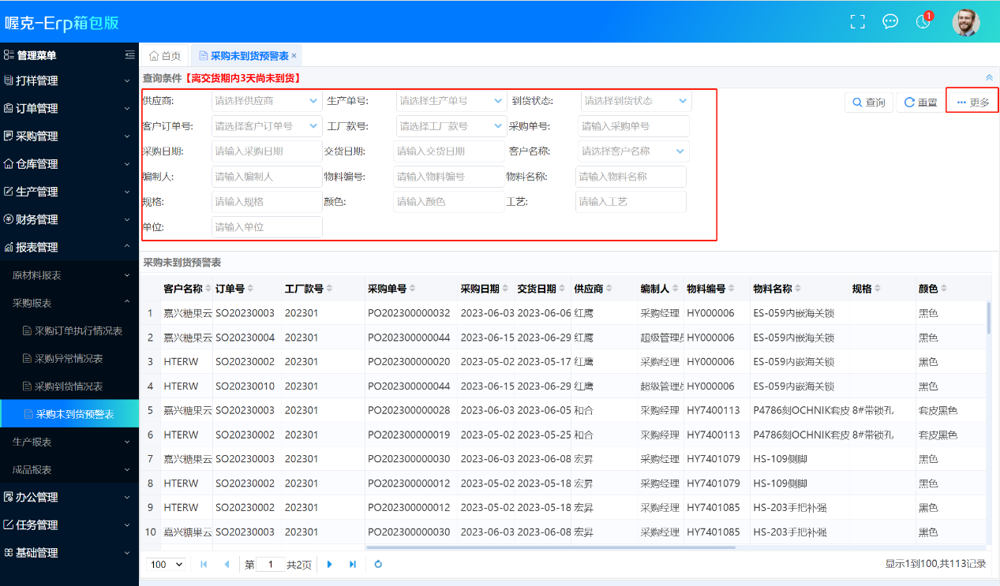 喔克-Erp箱包版
1
管理菜单
打样管理
订单管理
采购管理
仓库管理
生产管理
财务管理
报表管理
原材料报表
采购报表
采购订单执行情况表
采购异常情况表
采购到货情况表
采购未到货预警表
生产报表
成品报表
办公管理
任务管理
基础管理
首页 采购未到货预警表 ×
查询条件【离交货期内3天尚未到货】
供应商: 请选择供应商 生产单号: 请选择生产单号 到货状态: 请选择到货状态 查询 重置 更多
客户订单号: 请选择客户订单号 工厂款号: 请选择工厂款号 采购单号: 请输入采购单号
采购日期: 请输入采购日期 交货日期: 请输入交货日期 客户名称: 请选择客户名称
编制人: 请输入编制人 物料编号: 请输入物料编号 物料名称: 请输入物料名称
规格: 请输入规格 颜色: 请输入颜色 工艺: 请输入工艺
单位: 请输入单位
采购未到货预警表
客户名称 订单号 工厂款号 采购单号 采购日期 交货日期 供应商 编制人 物料编号 物料名称 规格 颜色
1 嘉兴糖果云 SO20230003 202301 PO202300000032 2023-06-03 2023-06-06 红鹰 采购经理 HY000006 ES-059内嵌海关锁 黑色
2 嘉兴糖果云 SO20230004 202301 PO202300000044 2023-06-15 2023-06-29 红鹰 超级管理员 HY000006 ES-059内嵌海关锁 黑色
3 HTERW SO20230002 202301 PO202300000020 2023-05-02 2023-05-17 红鹰 采购经理 HY000006 ES-059内嵌海关锁 黑色
4 HTERW SO20230010 202301 PO202300000044 2023-06-15 2023-06-29 红鹰 超级管理员 HY000006 ES-059内嵌海关锁 黑色
5 嘉兴糖果云 SO20230003 202301 PO202300000028 2023-06-03 2023-06-05 和合 采购经理 HY7400113 P4786刻OCHNIK套皮 8#带锁孔 套皮黑色
6 HTERW SO20230002 202301 PO202300000019 2023-05-02 2023-05-25 和合 采购经理 HY7400113 P4786刻OCHNIK套皮 8#带锁孔 套皮黑色
7 嘉兴糖果云 SO20230003 202301 PO202300000030 2023-06-03 2023-06-08 宏昇 采购经理 HY7401079 HS-109侧脚 黑色
8 HTERW SO20230002 202301 PO202300000012 2023-05-02 2023-05-18 宏昇 采购经理 HY7401079 HS-109侧脚 黑色
9 HTERW SO20230002 202301 PO202300000012 2023-05-02 2023-05-18 宏昇 采购经理 HY7401085 HS-203手把补强 黑色
10 嘉兴糖果云 SO20230003 202301 PO202300000030 2023-06-03 2023-06-08 宏昇 采购经理 HY7401085 HS-203手把补强 黑色
100 第 1 共2页 显示1到100,共113记录